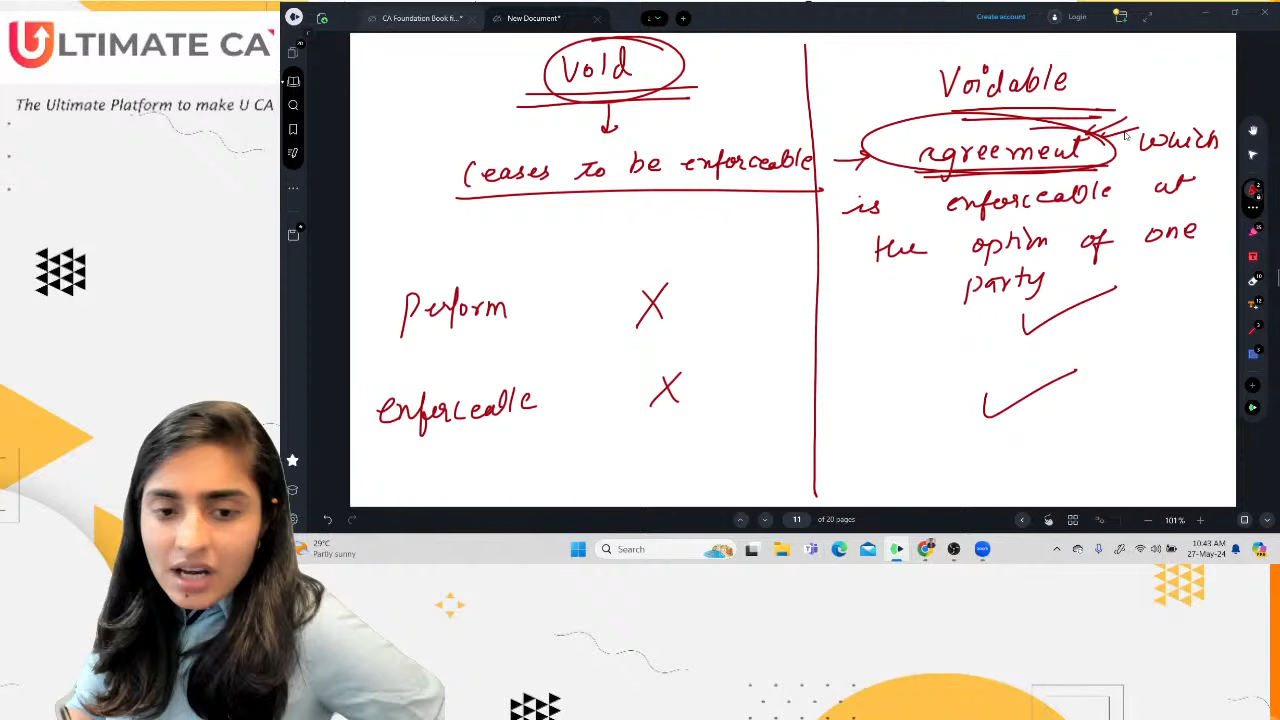 ULTIMATE CA
The Ultimate Platform to make U CA
CA Foundation Book fi...*
New Document*
Create account
Login
Void
Ceases to be enforceable
Perform X
enforceable X
Voidable
agreement which
is enforceable at
the option of one
party
11 of 20 pages
101%
29°C
Partly sunny
Search
10:43 AM
27-May-24